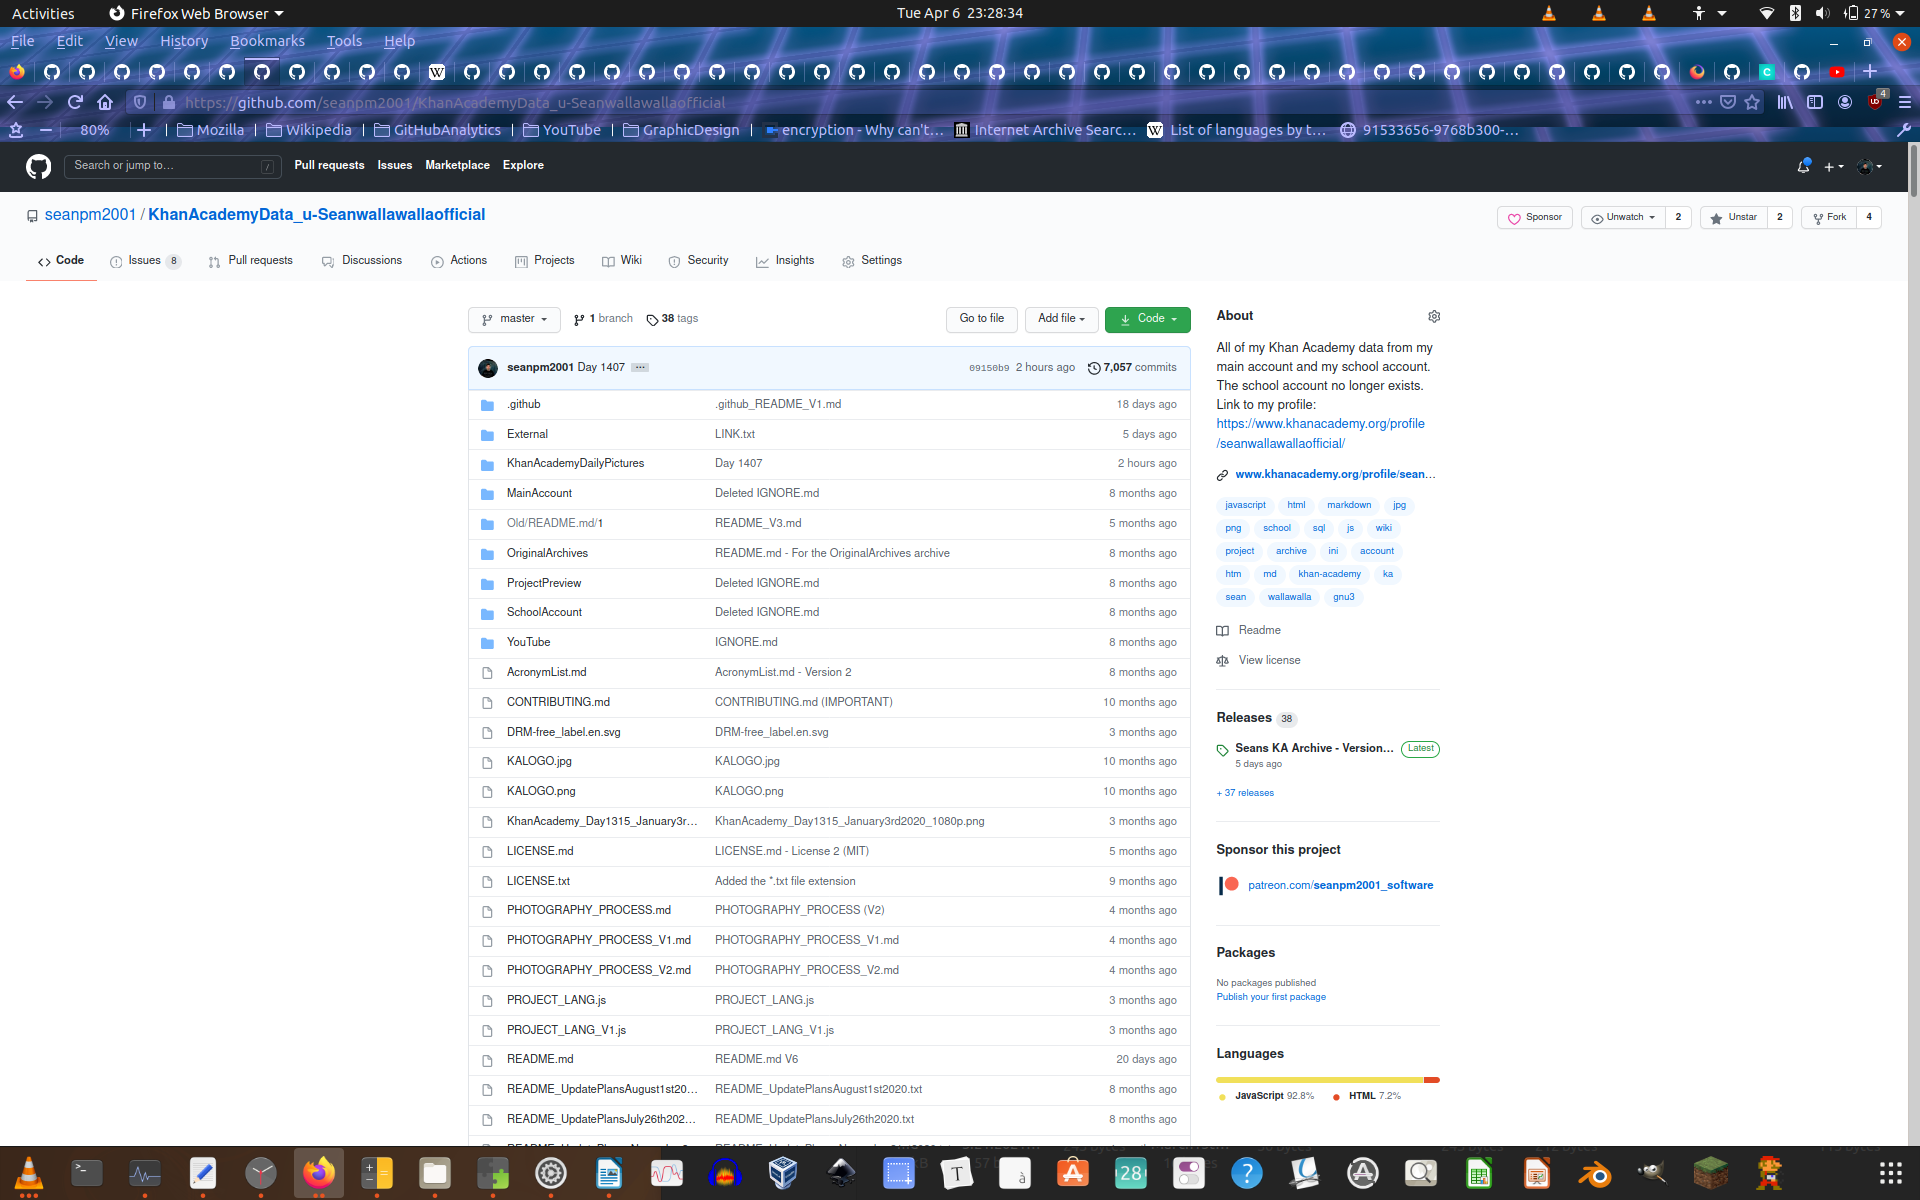 Activities
Firefox Web Browser
Tue Apr 6 23:28:34
27 %
File Edit View History Bookmarks Tools Help
https://github.com/seanpm2001/KhanAcademyData_u-Seanwallawallaofficial
4
80%
Mozilla
Wikipedia
GitHubAnalytics
YouTube
GraphicDesign
encryption - Why can't...
Internet Archive Searc...
List of languages by t...
91533656-9768b300-...
Search or jump to...
/
Pull requests Issues Marketplace Explore
seanpm2001 / KhanAcademyData_u-Seanwallawallaofficial
Sponsor
Unwatch 2
Unstar 2
Fork 4
Code
Issues 8
Pull requests
Discussions
Actions
Projects
Wiki
Security
Insights
Settings
master
1 branch
38 tags
Go to file
Add file
Code
seanpm2001 Day 1407 ...
09150b9 2 hours ago
7,057 commits
.github .github_README_V1.md 18 days ago
External LINK.txt 5 days ago
KhanAcademyDailyPictures Day 1407 2 hours ago
MainAccount Deleted IGNORE.md 8 months ago
Old/README.md/1 README_V3.md 5 months ago
OriginalArchives README.md - For the OriginalArchives archive 8 months ago
ProjectPreview Deleted IGNORE.md 8 months ago
SchoolAccount Deleted IGNORE.md 8 months ago
YouTube IGNORE.md 8 months ago
AcronymList.md AcronymList.md - Version 2 8 months ago
CONTRIBUTING.md CONTRIBUTING.md (IMPORTANT) 10 months ago
DRM-free_label.en.svg DRM-free_label.en.svg 3 months ago
KALOGO.jpg KALOGO.jpg 10 months ago
KALOGO.png KALOGO.png 10 months ago
KhanAcademy_Day1315_January3r... KhanAcademy_Day1315_January3rd2020_1080p.png 3 months ago
LICENSE.md LICENSE.md - License 2 (MIT) 5 months ago
LICENSE.txt Added the *.txt file extension 9 months ago
PHOTOGRAPHY_PROCESS.md PHOTOGRAPHY_PROCESS (V2) 4 months ago
PHOTOGRAPHY_PROCESS_V1.md PHOTOGRAPHY_PROCESS_V1.md 4 months ago
PHOTOGRAPHY_PROCESS_V2.md PHOTOGRAPHY_PROCESS_V2.md 4 months ago
PROJECT_LANG.js PROJECT_LANG.js 3 months ago
PROJECT_LANG_V1.js PROJECT_LANG_V1.js 3 months ago
README.md README.md V6 20 days ago
README_UpdatePlansAugust1st20... README_UpdatePlansAugust1st2020.txt 8 months ago
README_UpdatePlansJuly26th202... README_UpdatePlansJuly26th2020.txt 8 months ago
About
All of my Khan Academy data from my
main account and my school account.
The school account no longer exists.
Link to my profile:
https://www.khanacademy.org/profile
/seanwallawallaofficial/
www.khanacademy.org/profile/sean...
javascript html markdown jpg
png school sql js wiki
project archive ini account
htm md khan-academy ka
sean wallawalla gnu3
Readme
View license
Releases 38
Seans KA Archive - Version... Latest
5 days ago
+ 37 releases
Sponsor this project
patreon.com/seanpm2001_software
Packages
No packages published
Publish your first package
Languages
JavaScript 92.8%
HTML 7.2%
28